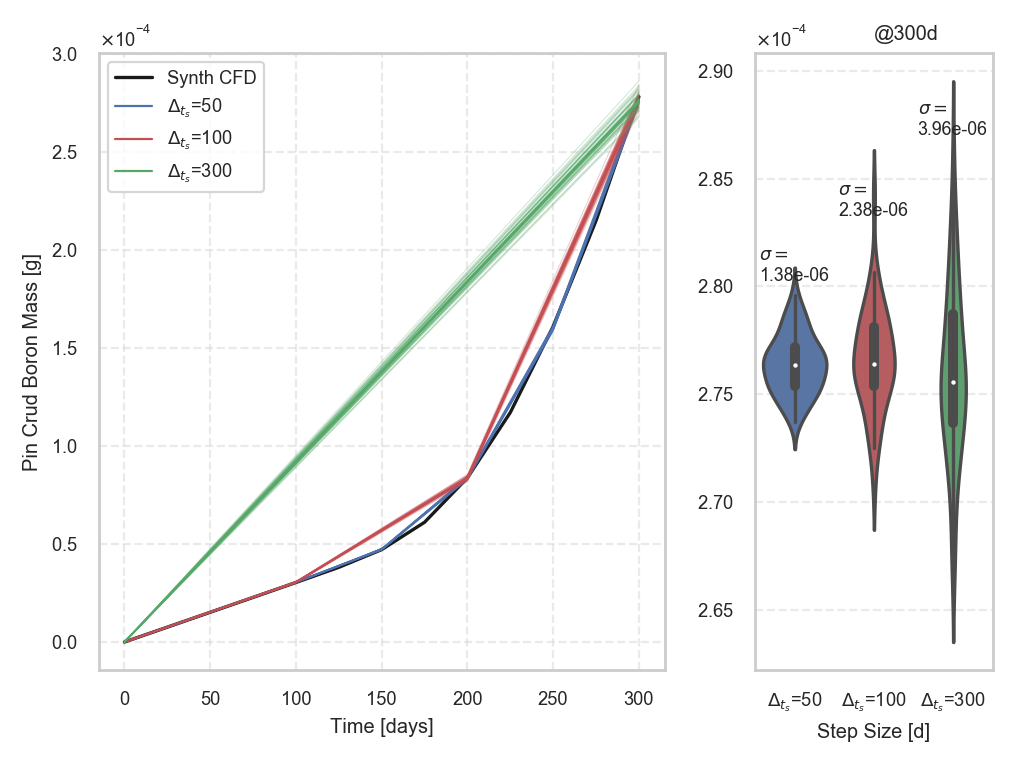 ×10⁻⁴
3.0
2.5
2.0
1.5
1.0
0.5
0.0
Pin Crud Boron Mass [g]
Synth CFD
Δ_{t_s}=50
Δ_{t_s}=100
Δ_{t_s}=300
0 50 100 150 200 250 300
Time [days]
@300d
×10⁻⁴
2.90
2.85
2.80
2.75
2.70
2.65
σ =
1.38e-06
σ =
2.38e-06
σ =
3.96e-06
Δ_{t_s}=50 Δ_{t_s}=100 Δ_{t_s}=300
Step Size [d]